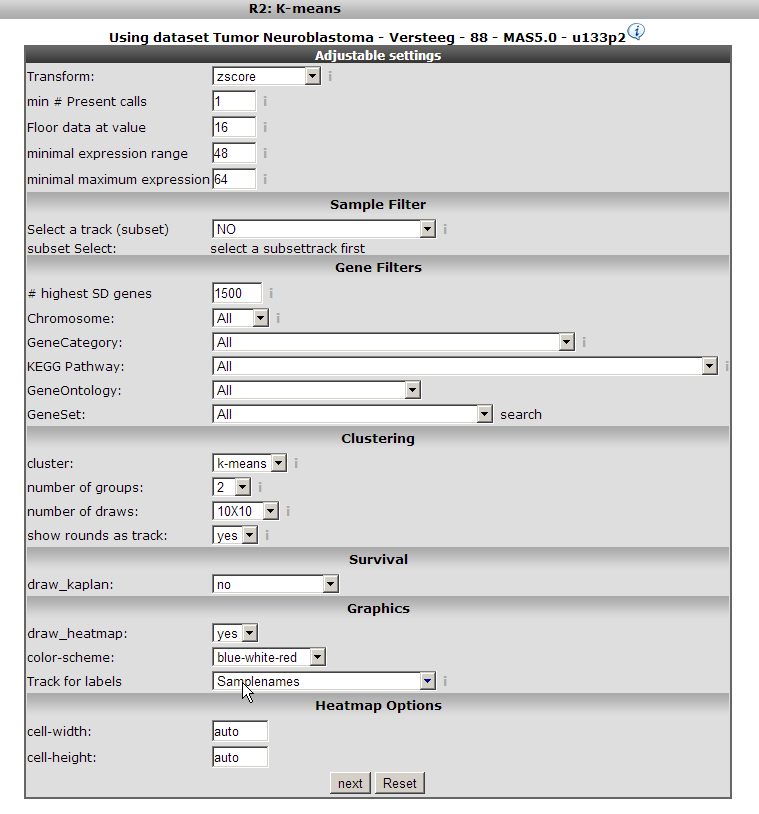 R2: K-means
Using dataset Tumor Neuroblastoma - Versteeg - 88 - MAS5.0 - u133p2 i
Adjustable settings
Transform: zscore i
min # Present calls 1 i
Floor data at value 16 i
minimal expression range 48 i
minimal maximum expression 64 i
Sample Filter
Select a track (subset) NO i
subset Select: select a subsettrack first
Gene Filters
# highest SD genes 1500 i
Chromosome: All i
GeneCategory: All i
KEGG Pathway: All i
GeneOntology: All
GeneSet: All search
Clustering
cluster: k-means i
number of groups: 2 i
number of draws: 10X10 i
show rounds as track: yes i
Survival
draw_kaplan: no
Graphics
draw_heatmap: yes
color-scheme: blue-white-red
Track for labels Samplenames i
Heatmap Options
cell-width: auto
cell-height: auto
next Reset